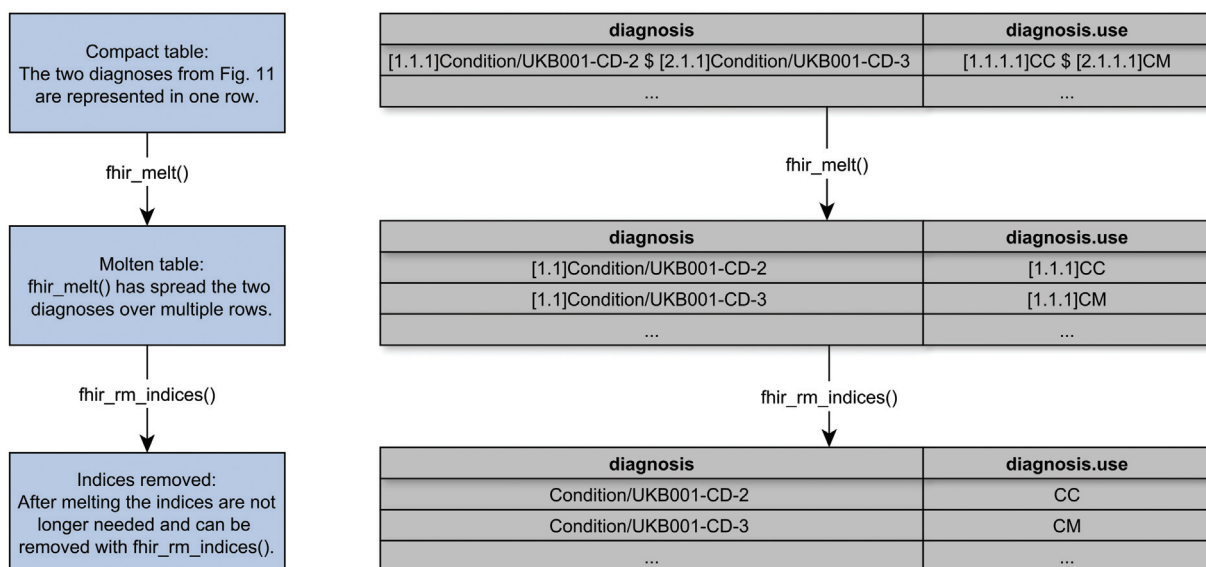 Compact table:
The two diagnoses from Fig. 11
are represented in one row.
fhir_melt()
Molten table:
fhir_melt() has spread the two
diagnoses over multiple rows.
fhir_rm_indices()
Indices removed:
After melting the indices are not
longer needed and can be
removed with fhir_rm_indices().
diagnosis diagnosis.use
[1.1.1]Condition/UKB001-CD-2 $ [2.1.1]Condition/UKB001-CD-3 [1.1.1.1]CC $ [2.1.1.1]CM
... ...
fhir_melt()
diagnosis diagnosis.use
[1.1]Condition/UKB001-CD-2 [1.1.1]CC
[1.1]Condition/UKB001-CD-3 [1.1.1]CM
... ...
fhir_rm_indices()
diagnosis diagnosis.use
Condition/UKB001-CD-2 CC
Condition/UKB001-CD-3 CM
... ...